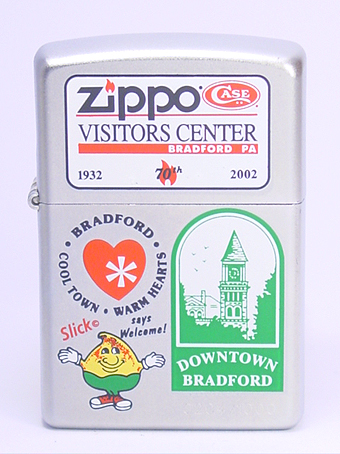 Zippo CASE
VISITORS CENTER
BRADFORD PA
1932 70th 2002
• BRADFORD •
COOL TOWN • WARM HEARTS
Slick©
says
Welcome!
DOWNTOWN
BRADFORD